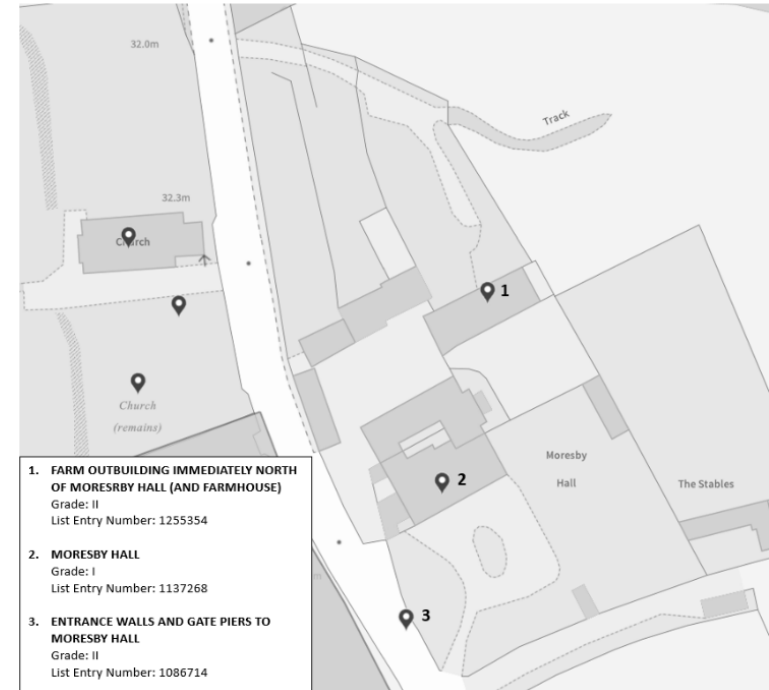 32.0m
Track
32.3m
Church
1
Church
(remains)
Moresby
Hall
2
The Stables
3
1. FARM OUTBUILDING IMMEDIATELY NORTH
OF MORESRBY HALL (AND FARMHOUSE)
Grade: II
List Entry Number: 1255354
2. MORESBY HALL
Grade: I
List Entry Number: 1137268
3. ENTRANCE WALLS AND GATE PIERS TO
MORESBY HALL
Grade: II
List Entry Number: 1086714